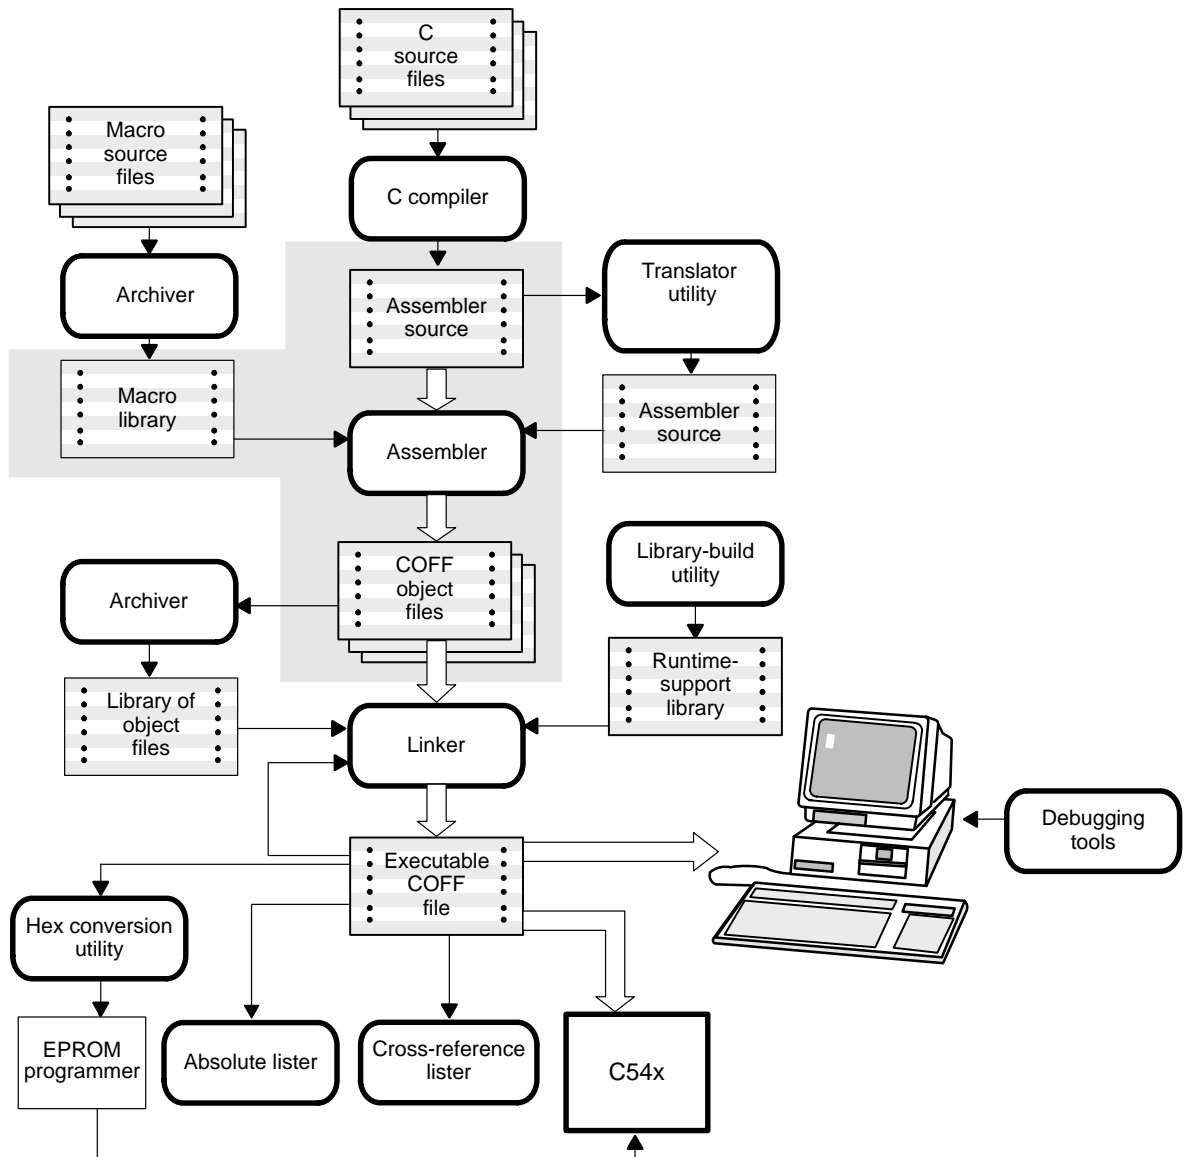 C
source
files
Macro
source
files
C compiler
Archiver
Assembler
source
Translator
utility
Macro
library
Assembler
source
Assembler
COFF
object
files
Library-build
utility
Archiver
Library of
object
files
Runtime-
support
library
Linker
Debugging
tools
Executable
COFF
file
Hex conversion
utility
EPROM
programmer
Absolute lister
Cross-reference
lister
C54x